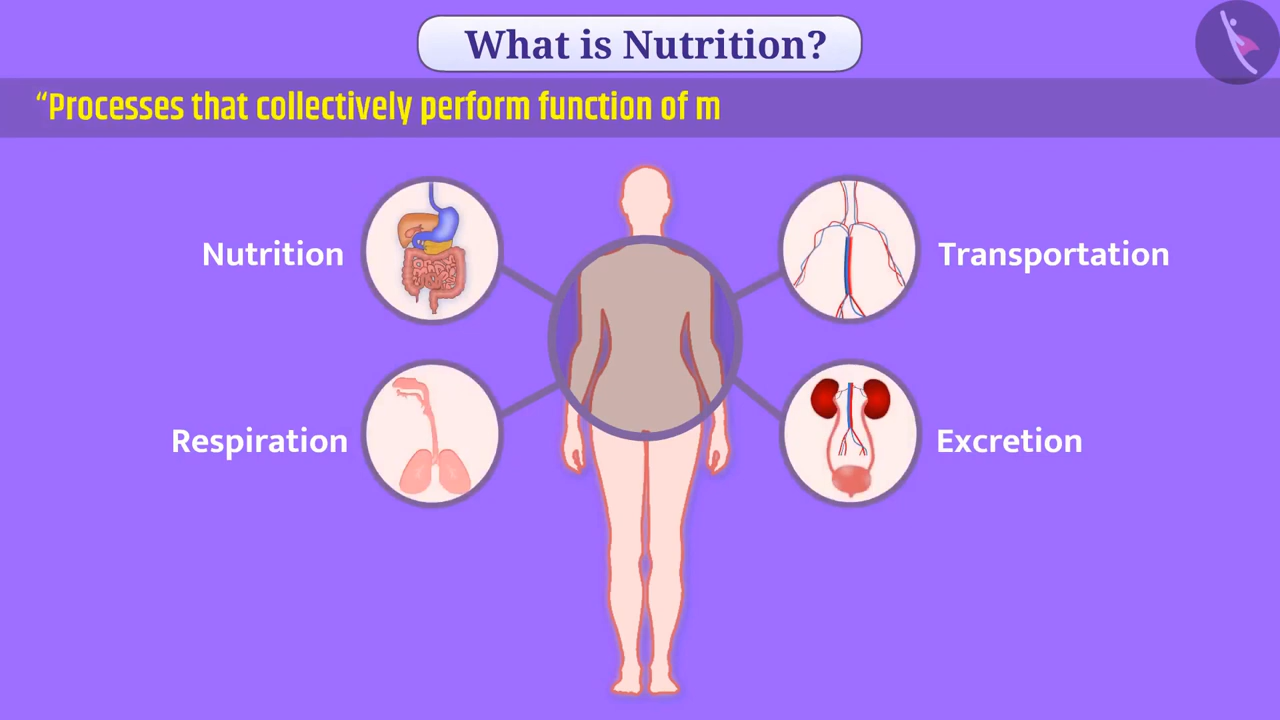 What is Nutrition?
“Processes that collectively perform function of m
Nutrition
Transportation
Respiration
Excretion